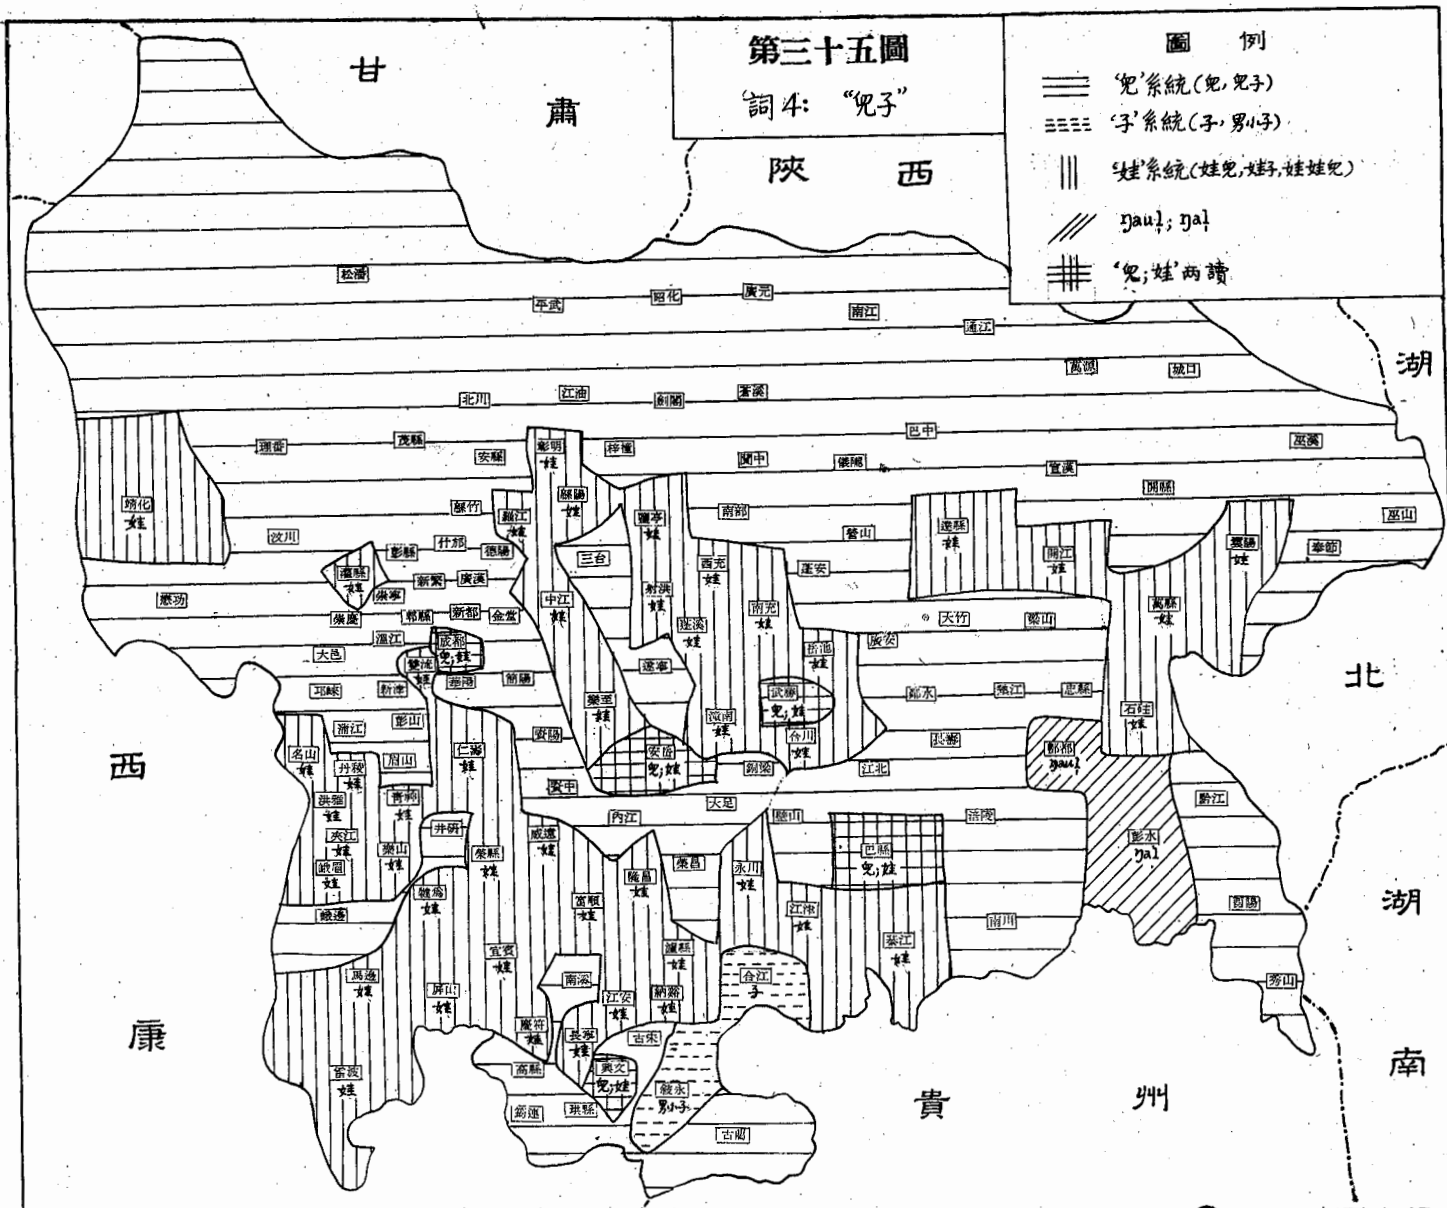 第三十五圖
詞4: “兒子”
圖 例
‘兒’系統(兒, 兒子)
‘子’系統(子, 男小子)
‘娃’系統(娃兒, 娃子, 娃娃兒)
ŋau˩; ŋa˩
“兒; 娃”兩讀
甘
肅
陝 西
湖
北
湖
南
貴 州
西
康
松潘
平武
昭化
廣元
南江
通江
萬源
城口
北川
江油
劍閣
蒼溪
巴中
巫溪
理番
茂縣
安縣
彰明
娃
梓橦
閬中
儀隴
宣漢
開縣
靖化
娃
綿竹
羅江
娃
綿陽
娃
鹽亭
娃
南部
營山
達縣
娃
開江
娃
雲陽
娃
奉節
巫山
汶川
彭縣
什邡
德陽
三台
西充
娃
蓬安
懋功
灌縣
娃
崇寧
新繁
廣漢
中江
娃
射洪
娃
南充
娃
萬縣
娃
崇慶
郫縣
新都
金堂
蓬溪
娃
岳池
娃
廣安
大竹
梁山
大邑
溫江
成都
兒; 娃
雙流
娃
華陽
簡陽
遂寧
邛崍
新津
樂至
娃
潼南
娃
武勝
兒; 娃
鄰水
墊江
忠縣
石砫
娃
蒲江
彭山
資陽
合川
娃
長壽
酆都
ŋau˩
名山
娃
丹稜
娃
眉山
仁壽
娃
安岳
兒; 娃
銅梁
江北
洪雅
娃
青神
娃
資中
大足
璧山
涪陵
黔江
夾江
娃
樂山
娃
井研
威遠
娃
內江
彭水
ŋa˩
峨眉
娃
榮縣
娃
隆昌
娃
榮昌
永川
娃
巴縣
兒; 娃
峨邊
犍為
娃
富順
娃
江津
娃
南川
酉陽
馬邊
娃
宜賓
娃
瀘縣
娃
綦江
娃
屏山
娃
南溪
江安
娃
納谿
娃
合江
子
秀山
慶符
娃
長寧
娃
古宋
雷波
娃
高縣
興文
兒; 娃
敘永
男小子
筠連
珙縣
古藺